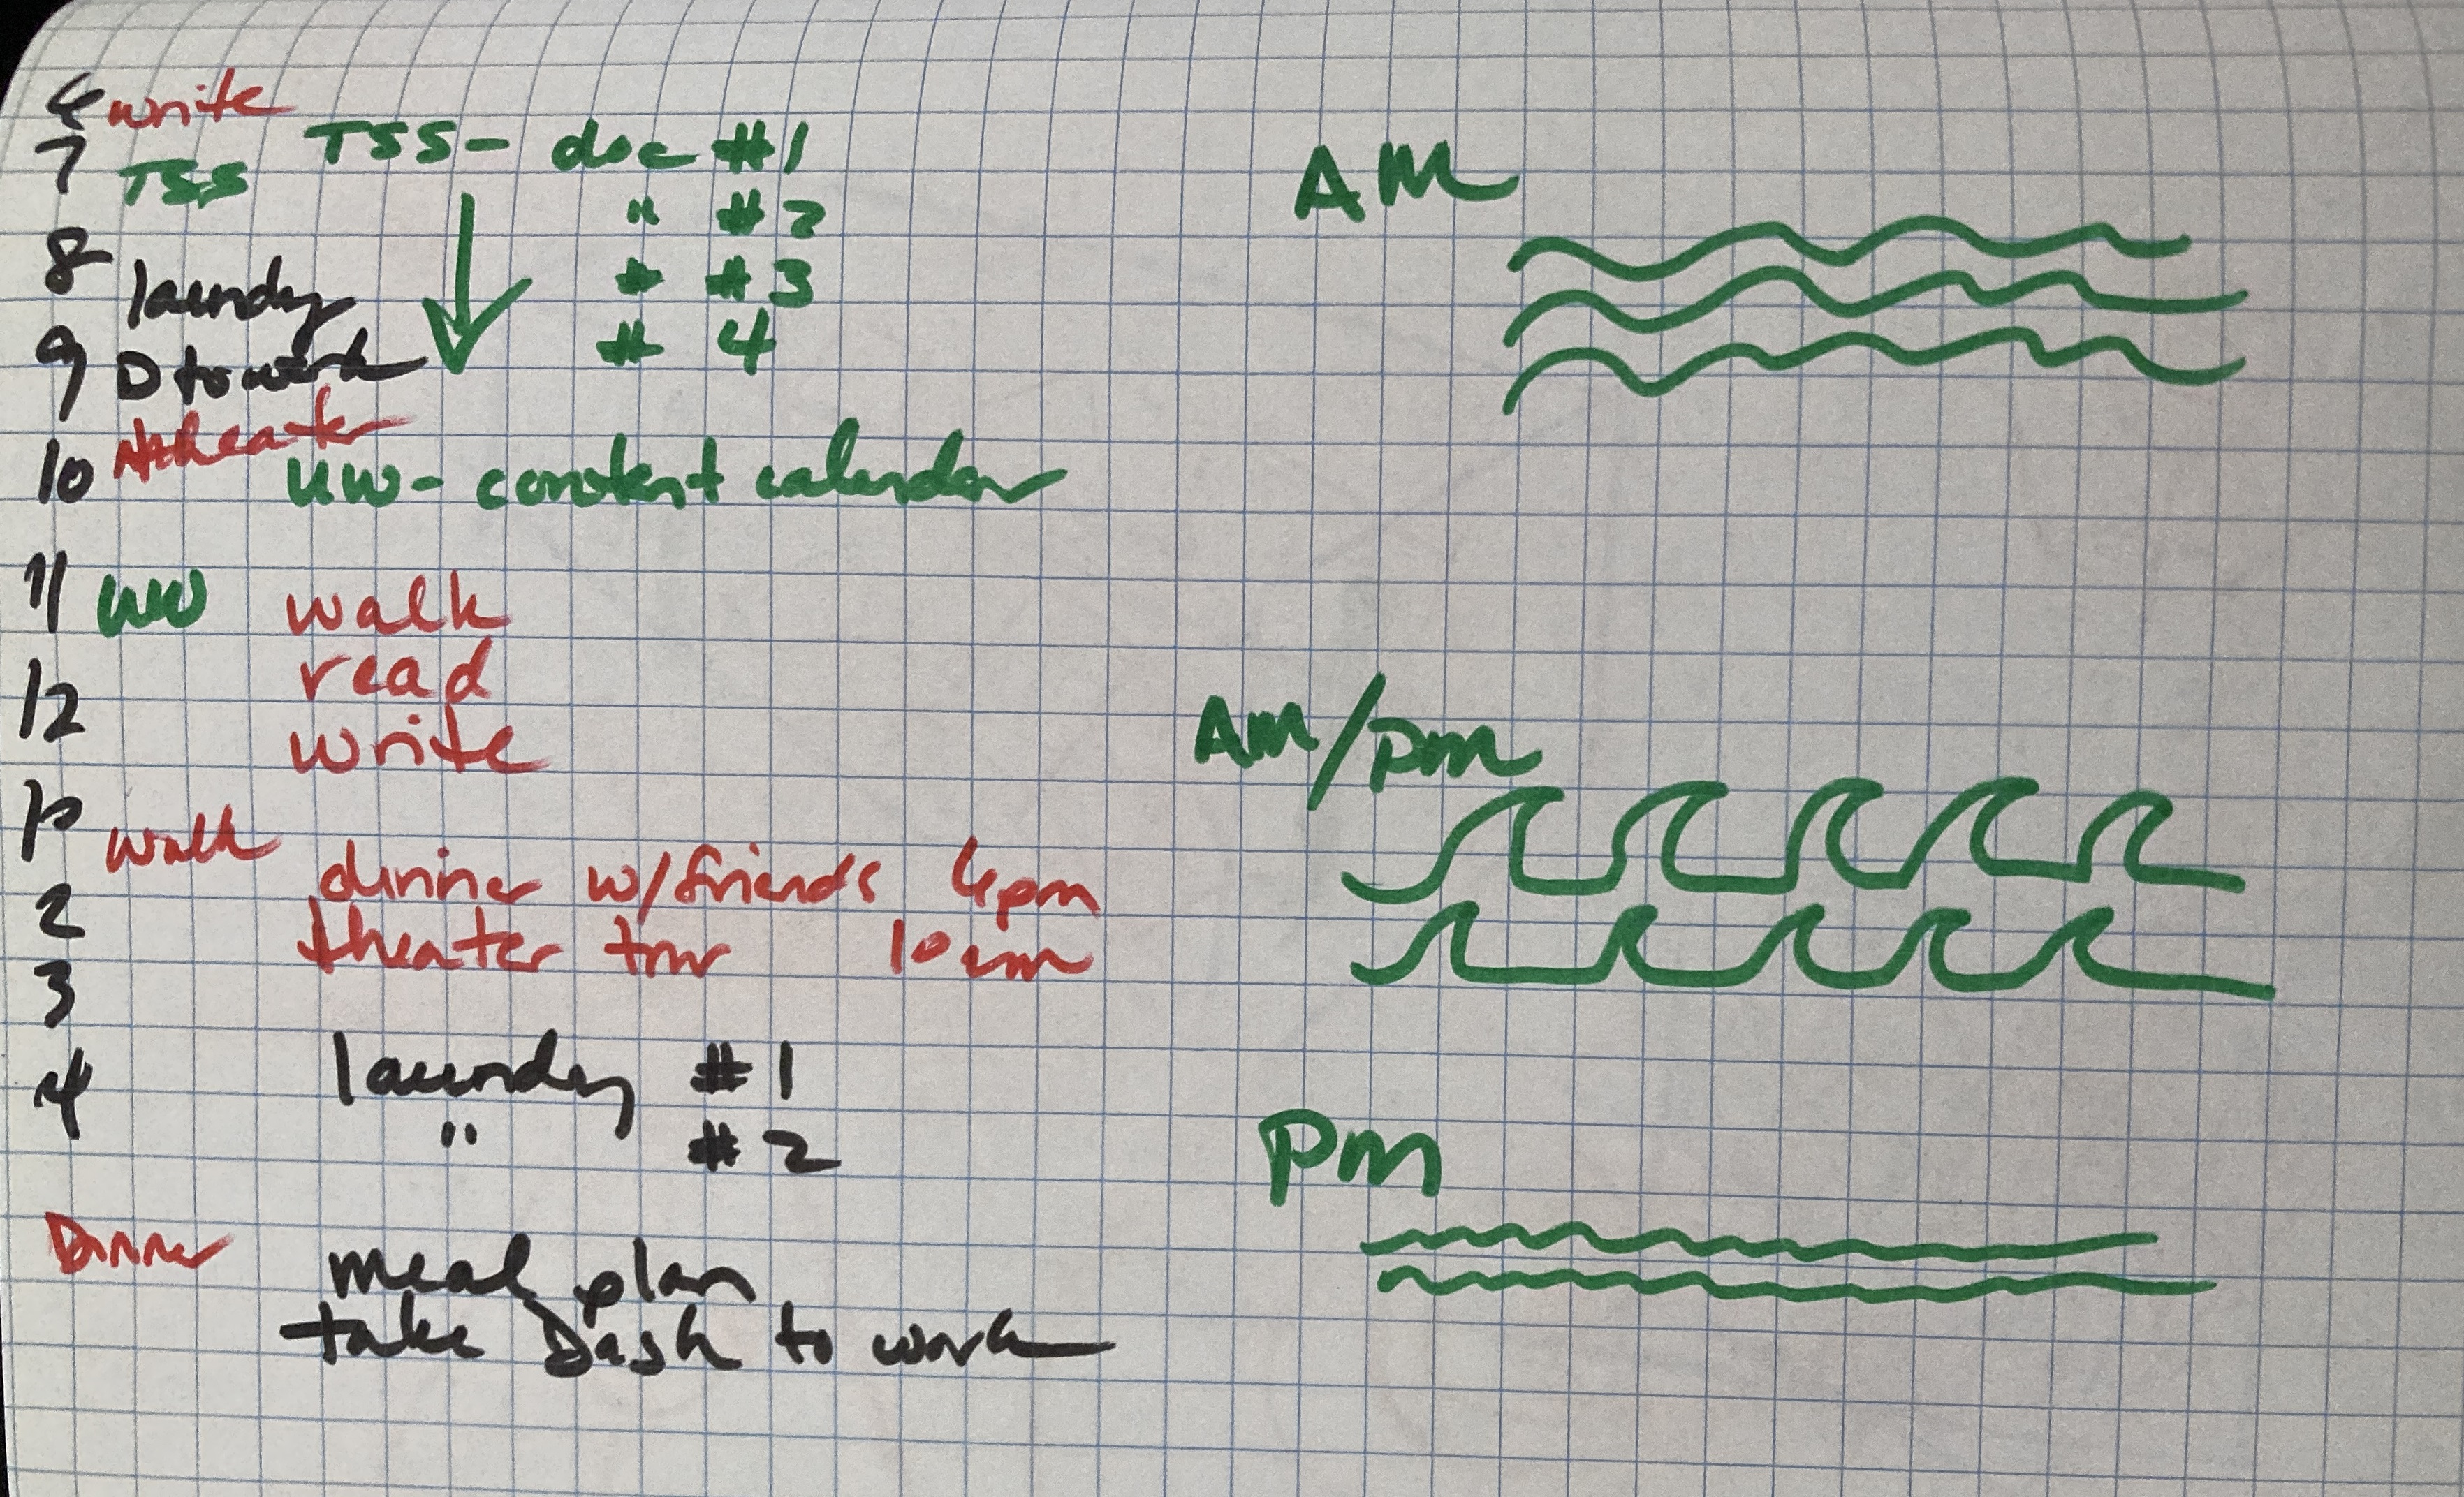 6 write
7 TSS
8 laundry
9 D to work
theater
10
11 UW
12
1p walk
2
3
4
Dinner
TSS - doc #1
" #2
" #3
# 4
UW - content calendar
walk
read
write
dinner w/friends 6pm
theater tmr 10am
laundry #1
" #2
meal plan
take Dash to work
AM
AM/pm
pm